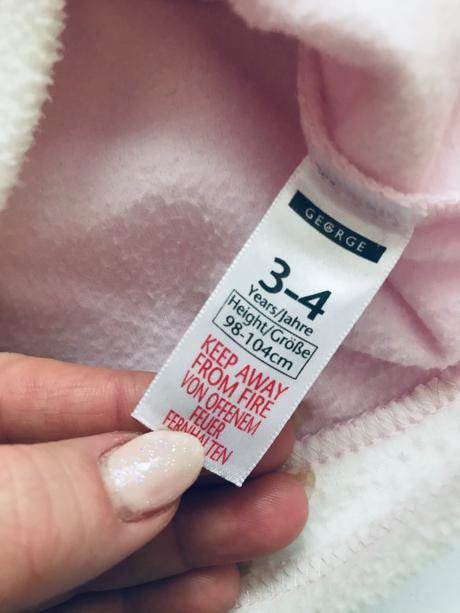 GEORGE
3-4
Years/Jahre
Height/Größe
98-104cm
KEEP AWAY
FROM FIRE
VON OFFENEM
FEUER
FERNHALTEN